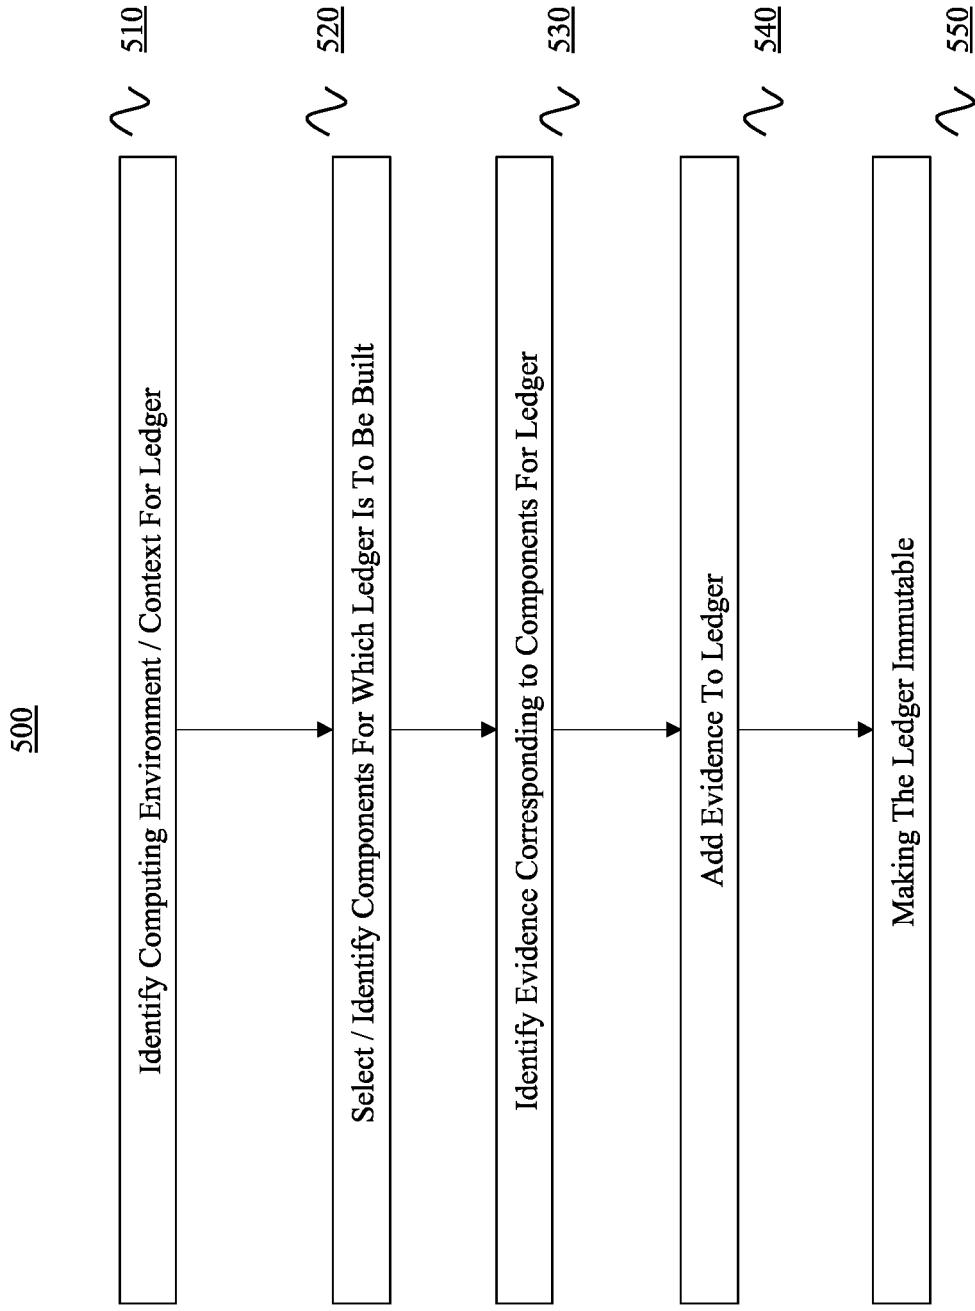 500
Identify Computing Environment / Context For Ledger
510
Select / Identify Components For Which Ledger Is To Be Built
520
Identify Evidence Corresponding to Components For Ledger
530
Add Evidence To Ledger
540
Making The Ledger Immutable
550